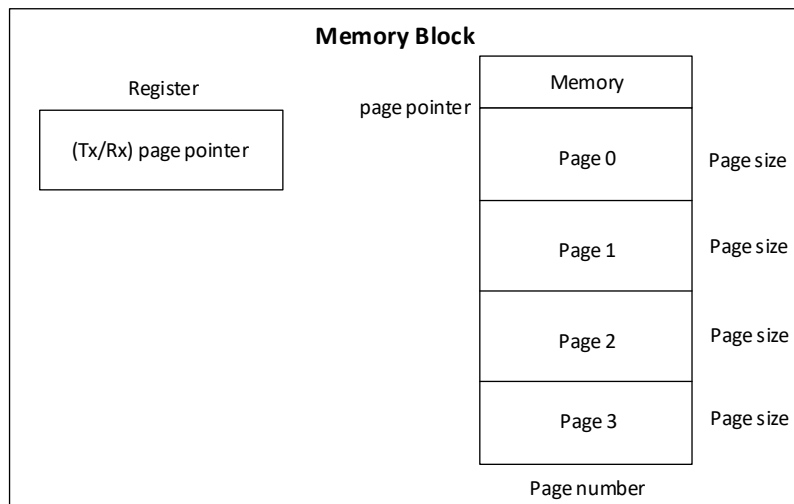 Memory Block
Register
(Tx/Rx) page pointer
page pointer
Memory
Page 0
Page size
Page 1
Page size
Page 2
Page size
Page 3
Page size
Page number